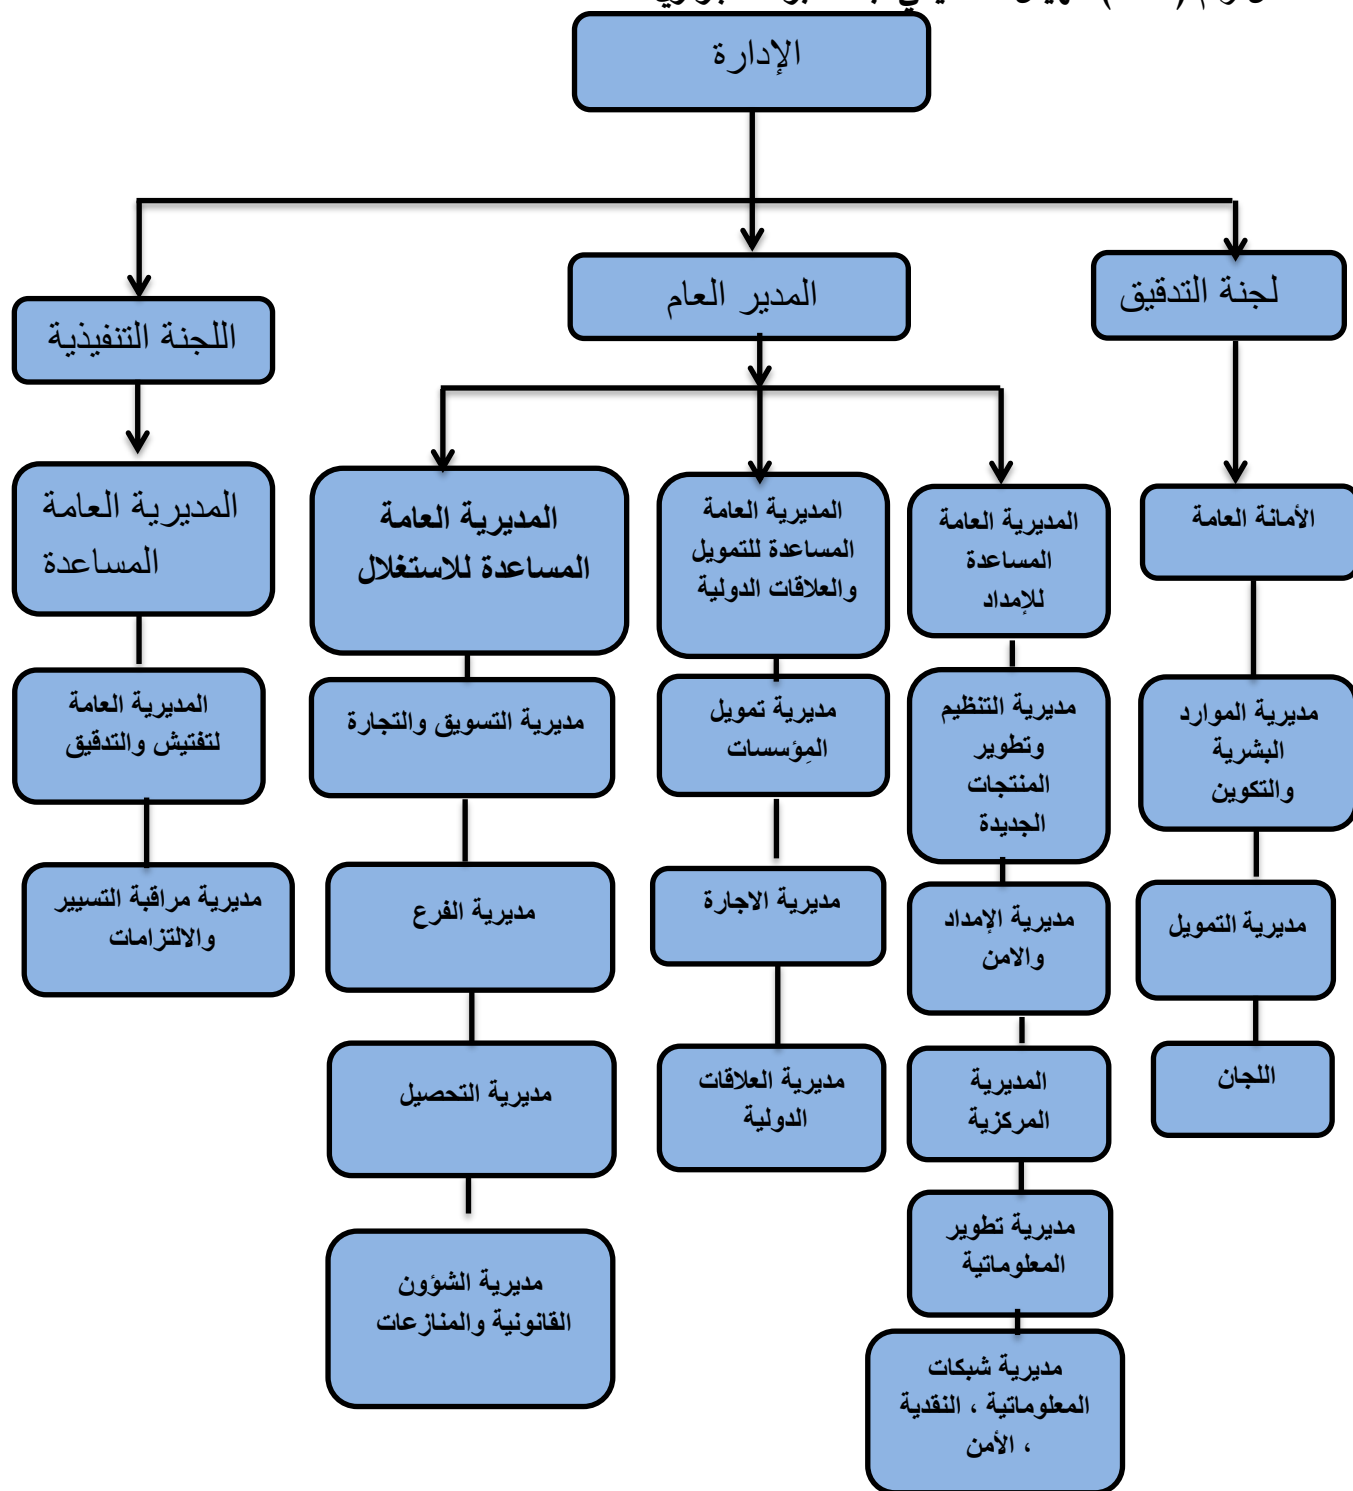 الإدارة
لجنة التدقيق
المدير العام
اللجنة التنفيذية
الأمانة العامة
مديرية الموارد
البشرية
والتكوين
مديرية التمويل
اللجان
المديرية العامة
المساعدة
للإمداد
مديرية التنظيم
وتطوير
المنتجات
الجديدة
مديرية الإمداد
والامن
المديرية
المركزية
مديرية تطوير
المعلوماتية
مديرية شبكات
المعلوماتية ، النقدية
، الأمن
المديرية العامة
المساعدة للتمويل
والعلاقات الدولية
مديرية تمويل
المؤسسات
مديرية الاجارة
مديرية العلاقات
الدولية
المديرية العامة
المساعدة للاستغلال
مديرية التسويق والتجارة
مديرية الفرع
مديرية التحصيل
مديرية الشؤون
القانونية والمنازعات
المديرية العامة
المساعدة
المديرية العامة
لتفتيش والتدقيق
مديرية مراقبة التسيير
والالتزامات